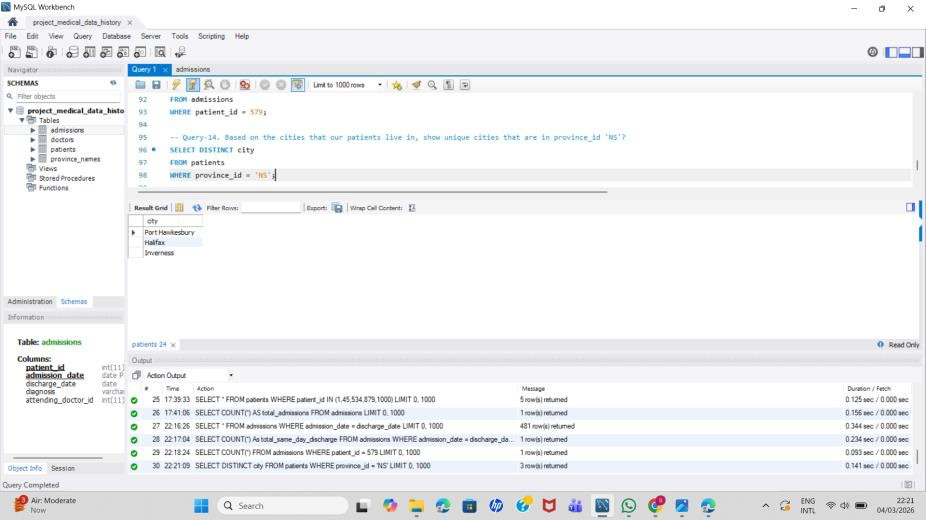 MySQL Workbench
project_medical_data_history ×
File Edit View Query Database Server Tools Scripting Help
Navigator
SCHEMAS
Filter objects
project_medical_data_histo
Tables
admissions
doctors
patients
province_names
Views
Stored Procedures
Functions
Administration Schemas
Information
Table: admissions
Columns:
patient_id int(11)
admission_date date P
discharge_date date
diagnosis varcha
attending_doctor_id int(11)
Object Info Session
Query Completed
Query 1 × admissions
Limit to 1000 rows
92 FROM admissions
93 WHERE patient_id = 579;
94
95 -- Query-14. Based on the cities that our patients live in, show unique cities that are in province_id 'NS'?
96 SELECT DISTINCT city
97 FROM patients
98 WHERE province_id = 'NS';
Result Grid Filter Rows: Export: Wrap Cell Content:
city
Port Hawkesbury
Halifax
Inverness
patients 24 ×
Read Only
Output
Action Output
# Time Action Message Duration / Fetch
25 17:39:33 SELECT * FROM patients WHERE patient_id IN (1,45,534,879,1000) LIMIT 0, 1000 5 row(s) returned 0.125 sec / 0.000 sec
26 17:41:06 SELECT COUNT(*) AS total_admissions FROM admissions LIMIT 0, 1000 1 row(s) returned 0.156 sec / 0.000 sec
27 22:16:26 SELECT * FROM admissions WHERE admission_date = discharge_date LIMIT 0, 1000 481 row(s) returned 0.344 sec / 0.000 sec
28 22:17:04 SELECT COUNT(*) As total_same_day_discharge FROM admissions WHERE admission_date = discharge_da... 1 row(s) returned 0.234 sec / 0.000 sec
29 22:18:24 SELECT COUNT(*) FROM admissions WHERE patient_id = 579 LIMIT 0, 1000 1 row(s) returned 0.093 sec / 0.000 sec
30 22:21:09 SELECT DISTINCT city FROM patients WHERE province_id = 'NS' LIMIT 0, 1000 3 row(s) returned 0.141 sec / 0.000 sec
Air: Moderate
Now
Search
ENG
INTL
22:21
04/03/2026